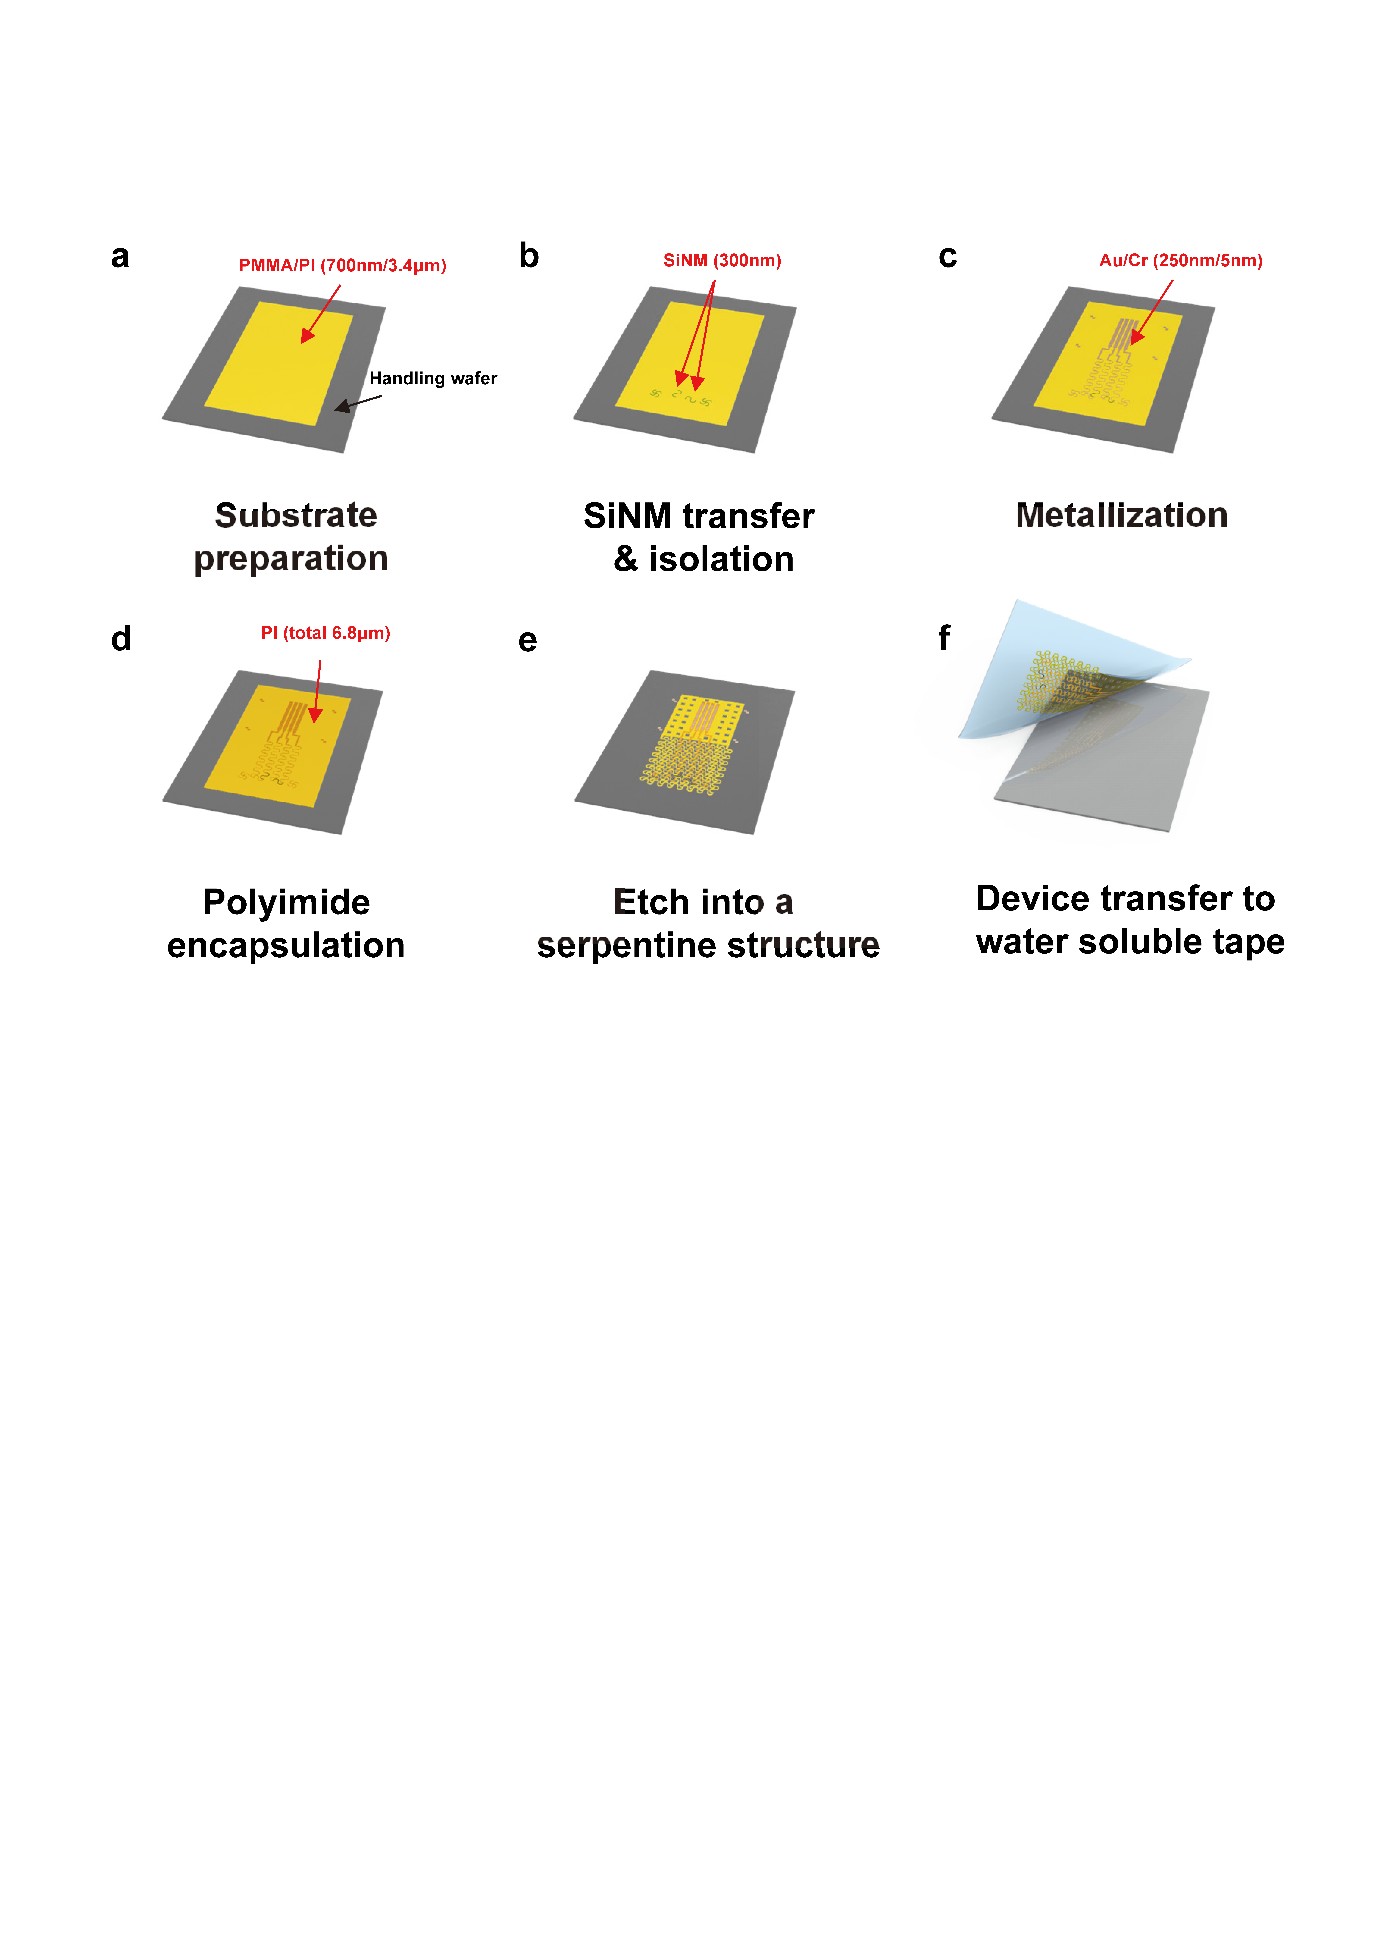 a
PMMA/PI (700nm/3.4μm)
Handling wafer
Substrate
preparation
b
SiNM (300nm)
SiNM transfer
& isolation
c
Au/Cr (250nm/5nm)
Metallization
d
PI (total 6.8μm)
Polyimide
encapsulation
e
Etch into a
serpentine structure
f
Device transfer to
water soluble tape